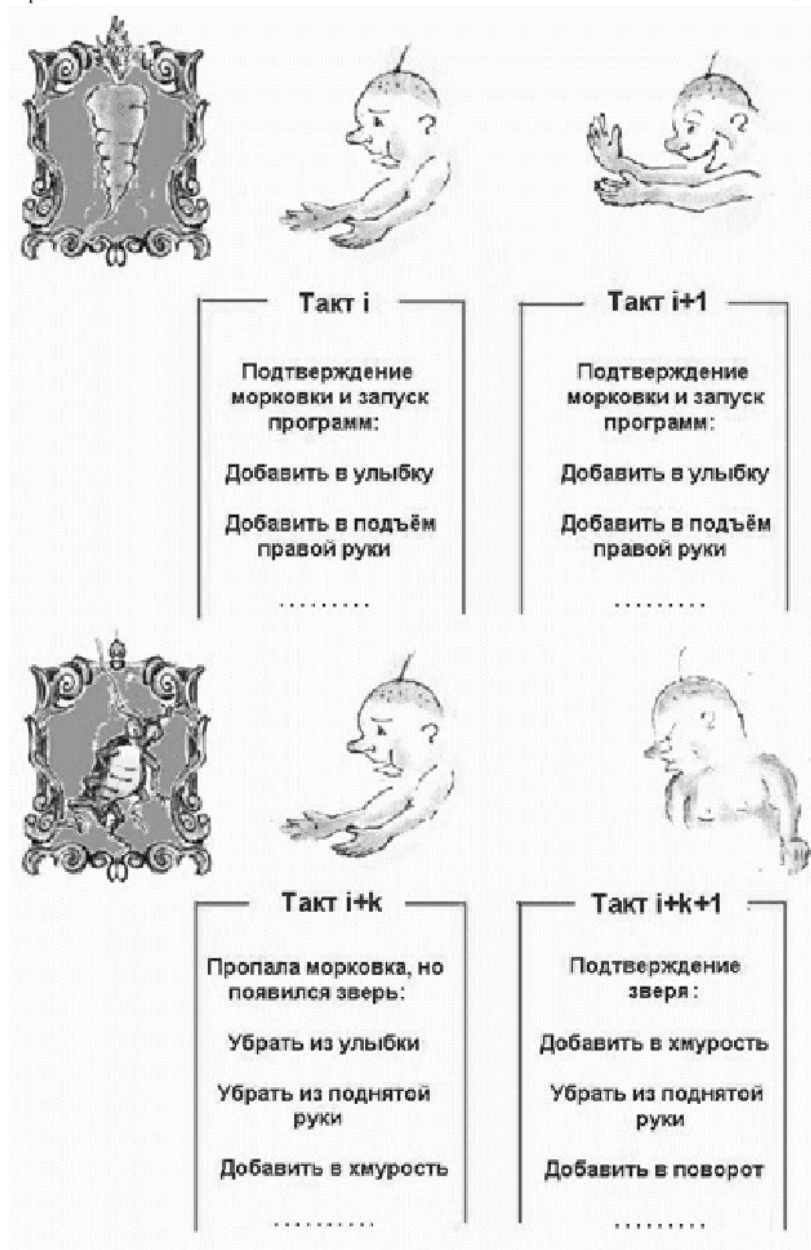 Такт i
Подтверждение
морковки и запуск
программ:
Добавить в улыбку
Добавить в подъём
правой руки
. . . . . . . . .
Такт i+1
Подтверждение
морковки и запуск
программ:
Добавить в улыбку
Добавить в подъём
правой руки
. . . . . . . . .
Такт i+k
Пропала морковка, но
появился зверь:
Убрать из улыбки
Убрать из поднятой
руки
Добавить в хмурость
. . . . . . . . . .
Такт i+k+1
Подтверждение
зверя :
Добавить в хмурость
Убрать из поднятой
руки
Добавить в поворот
. . . . . . . . .